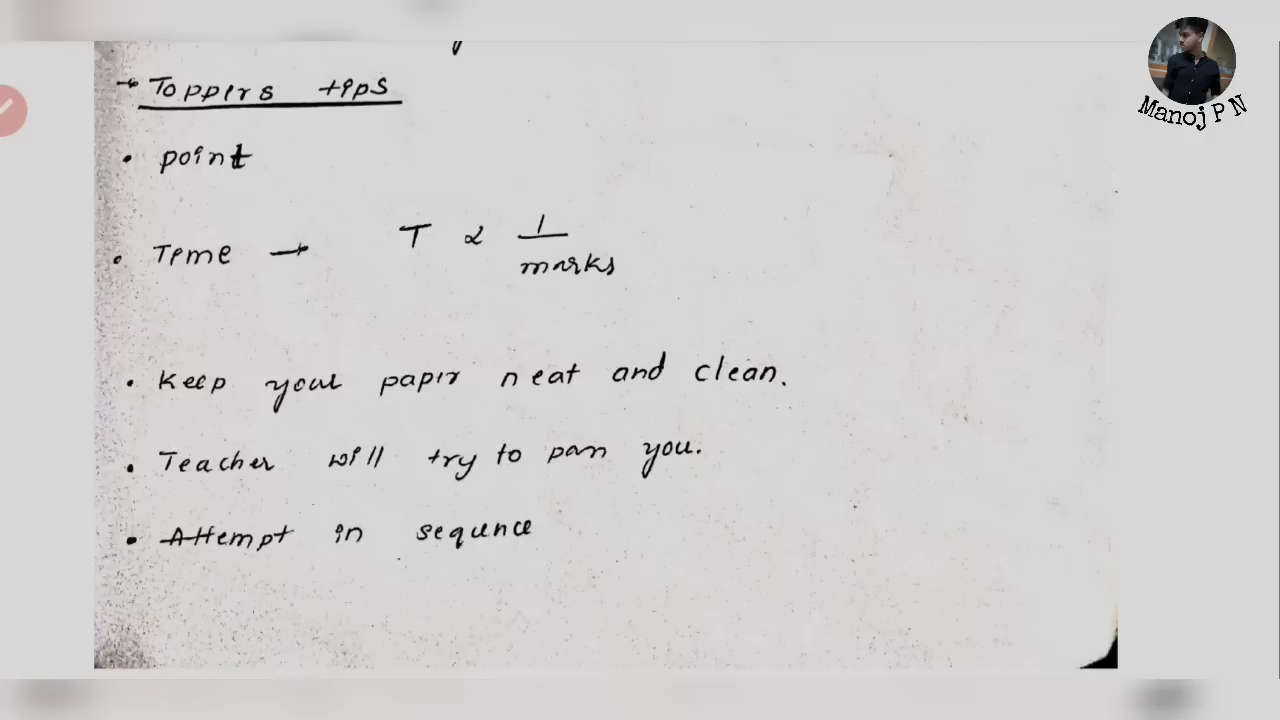 → Toppers tips
• point
• Time → T ∝ 1/marks
• Keep your paper neat and clean.
• Teacher will try to pass you.
• Attempt in sequnce
Manoj P N